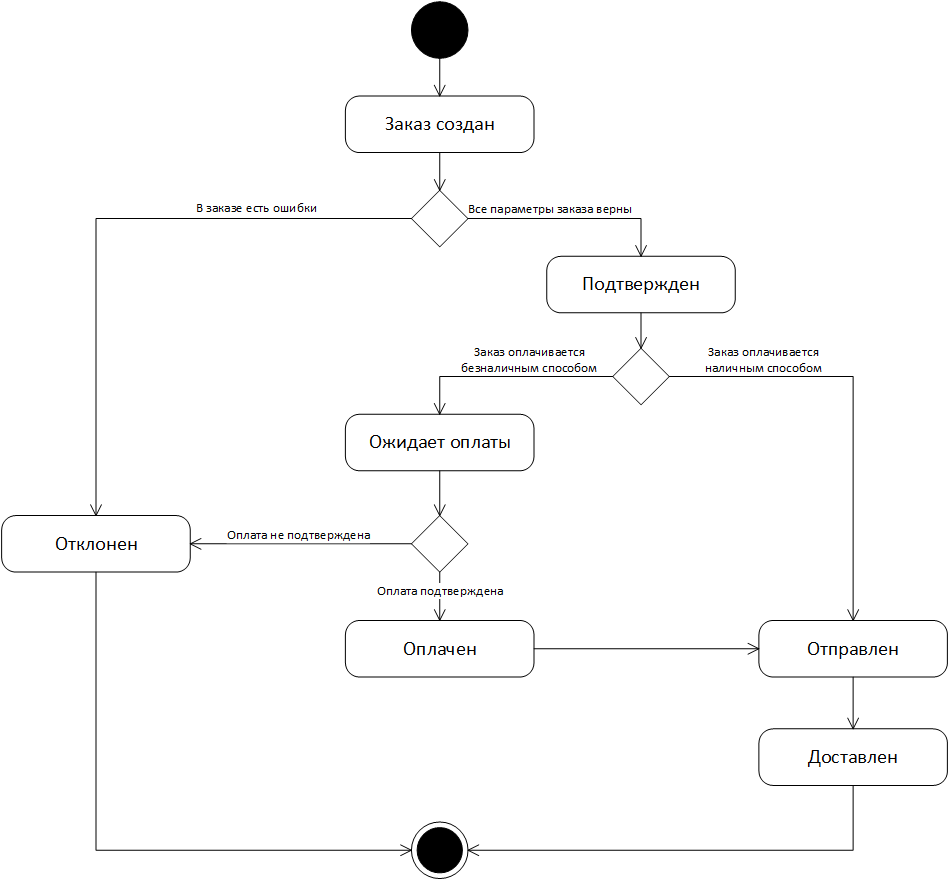 Заказ создан
В заказе есть ошибки
Все параметры заказа верны
Подтвержден
Заказ оплачивается
безналичным способом
Заказ оплачивается
наличным способом
Ожидает оплаты
Отклонен
Оплата не подтверждена
Оплата подтверждена
Оплачен
Отправлен
Доставлен